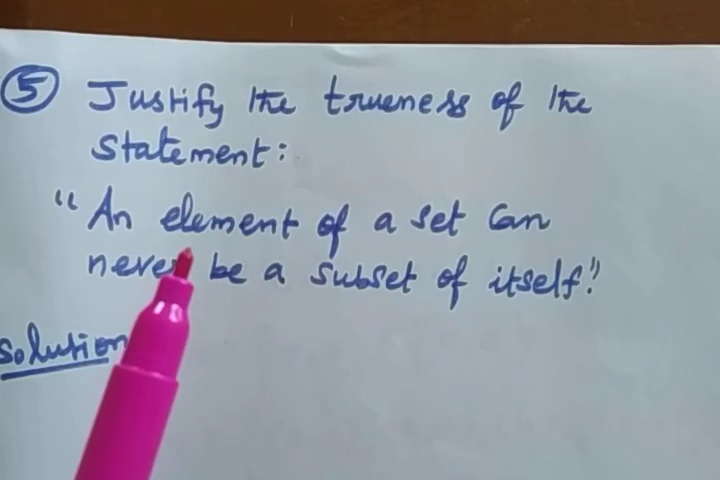 5 Justify the trueness of the
Statement:
"An element of a set Can
never be a subset of itself."
Solution